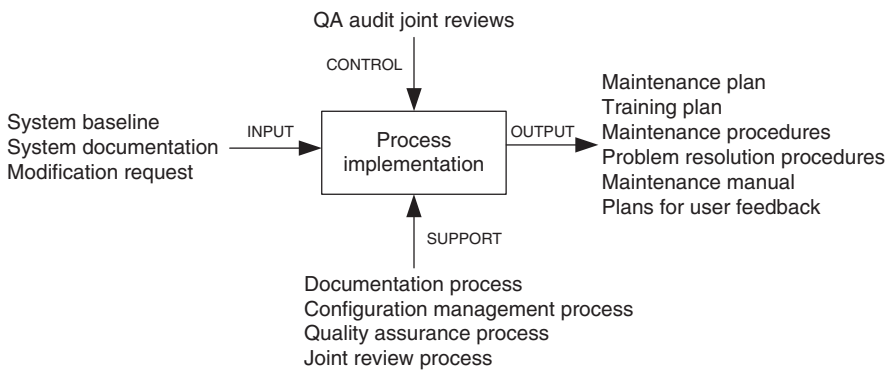 QA audit joint reviews
CONTROL
System baseline
System documentation
Modification request
INPUT
Process
implementation
OUTPUT
Maintenance plan
Training plan
Maintenance procedures
Problem resolution procedures
Maintenance manual
Plans for user feedback
SUPPORT
Documentation process
Configuration management process
Quality assurance process
Joint review process